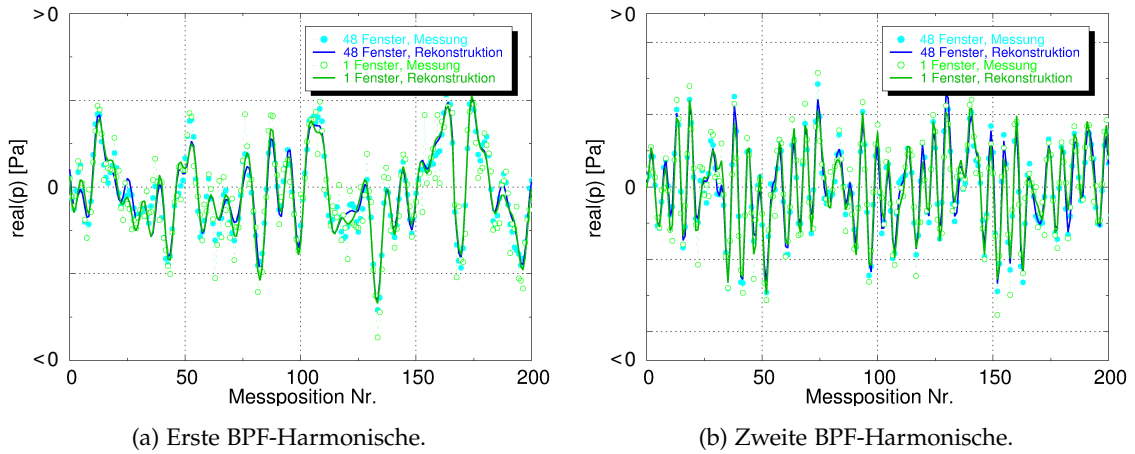 >0
48 Fenster, Messung
48 Fenster, Rekonstruktion
1 Fenster, Messung
1 Fenster, Rekonstruktion
real(p) [Pa]
0
<0
0 50 100 150 200
Messposition Nr.
(a) Erste BPF-Harmonische.
>0
48 Fenster, Messung
48 Fenster, Rekonstruktion
1 Fenster, Messung
1 Fenster, Rekonstruktion
real(p) [Pa]
0
<0
0 50 100 150 200
Messposition Nr.
(b) Zweite BPF-Harmonische.